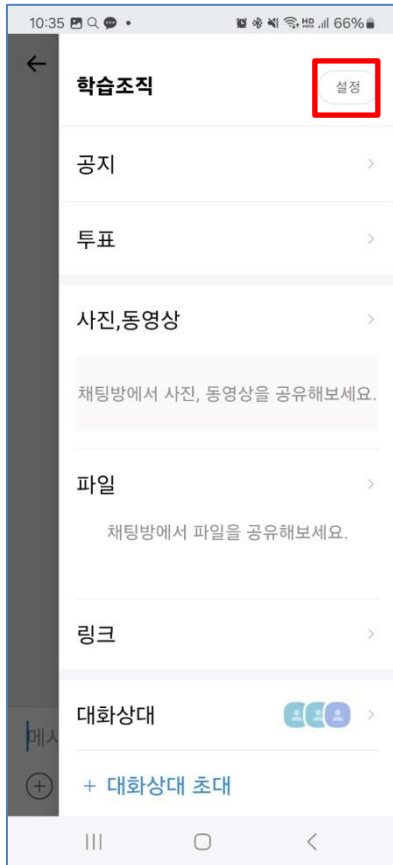 10:35 66%
학습조직
설정
공지
투표
사진,동영상
채팅방에서 사진, 동영상을 공유해보세요.
파일
채팅방에서 파일을 공유해보세요.
링크
대화상대
메시
+ 대화상대 초대